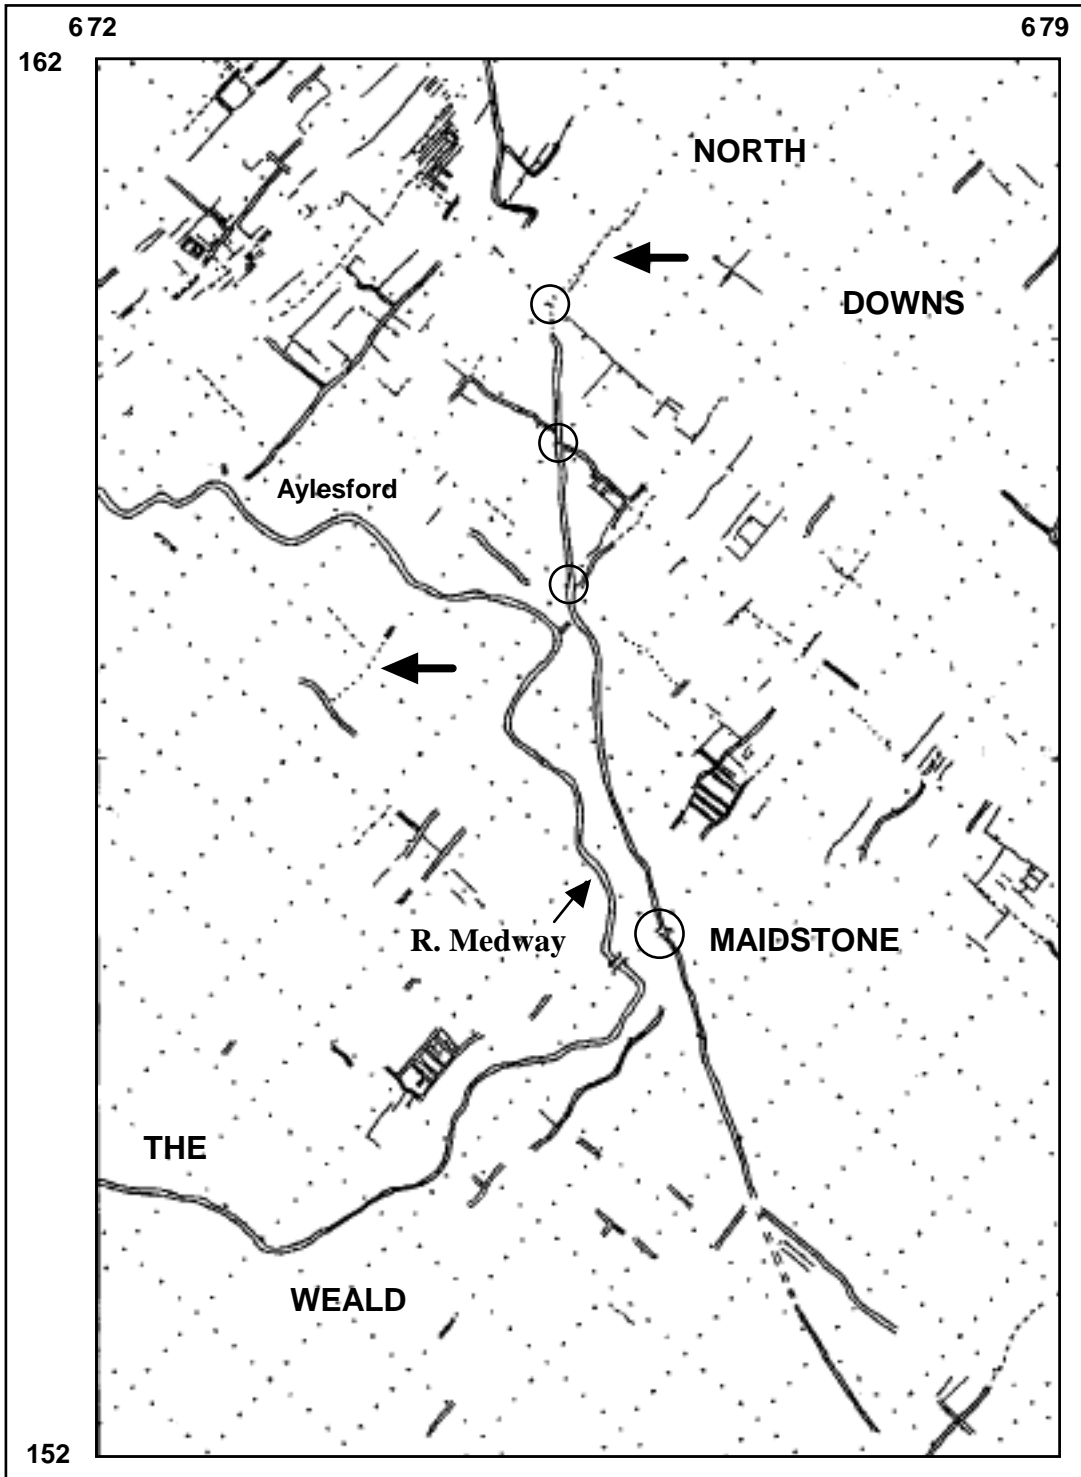 672 679
162
NORTH
DOWNS
Aylesford
R. Medway
MAIDSTONE
THE
WEALD
152